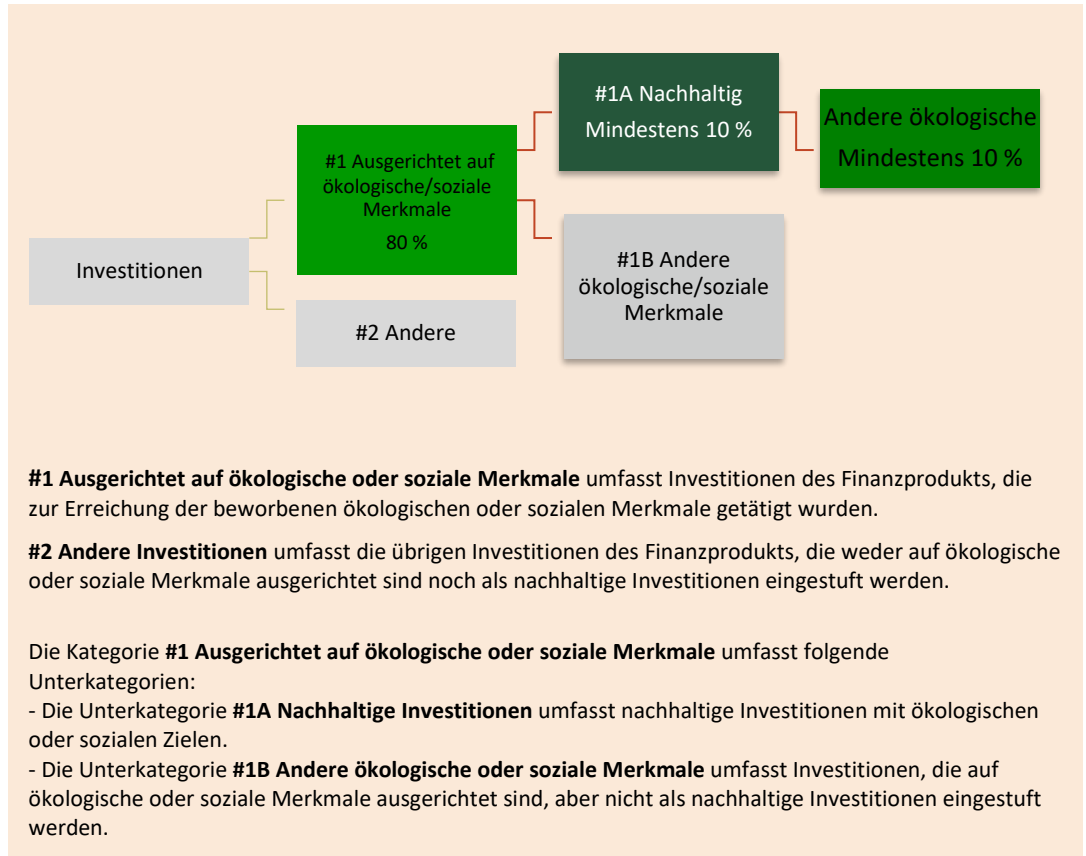 #1A Nachhaltig
Mindestens 10 %
Andere ökologische
Mindestens 10 %
#1 Ausgerichtet auf
ökologische/soziale
Merkmale
80 %
Investitionen
#1B Andere
ökologische/soziale
Merkmale
#2 Andere
#1 Ausgerichtet auf ökologische oder soziale Merkmale umfasst Investitionen des Finanzprodukts, die
zur Erreichung der beworbenen ökologischen oder sozialen Merkmale getätigt wurden.
#2 Andere Investitionen umfasst die übrigen Investitionen des Finanzprodukts, die weder auf ökologische
oder soziale Merkmale ausgerichtet sind noch als nachhaltige Investitionen eingestuft werden.
Die Kategorie #1 Ausgerichtet auf ökologische oder soziale Merkmale umfasst folgende
Unterkategorien:
- Die Unterkategorie #1A Nachhaltige Investitionen umfasst nachhaltige Investitionen mit ökologischen
oder sozialen Zielen.
- Die Unterkategorie #1B Andere ökologische oder soziale Merkmale umfasst Investitionen, die auf
ökologische oder soziale Merkmale ausgerichtet sind, aber nicht als nachhaltige Investitionen eingestuft
werden.